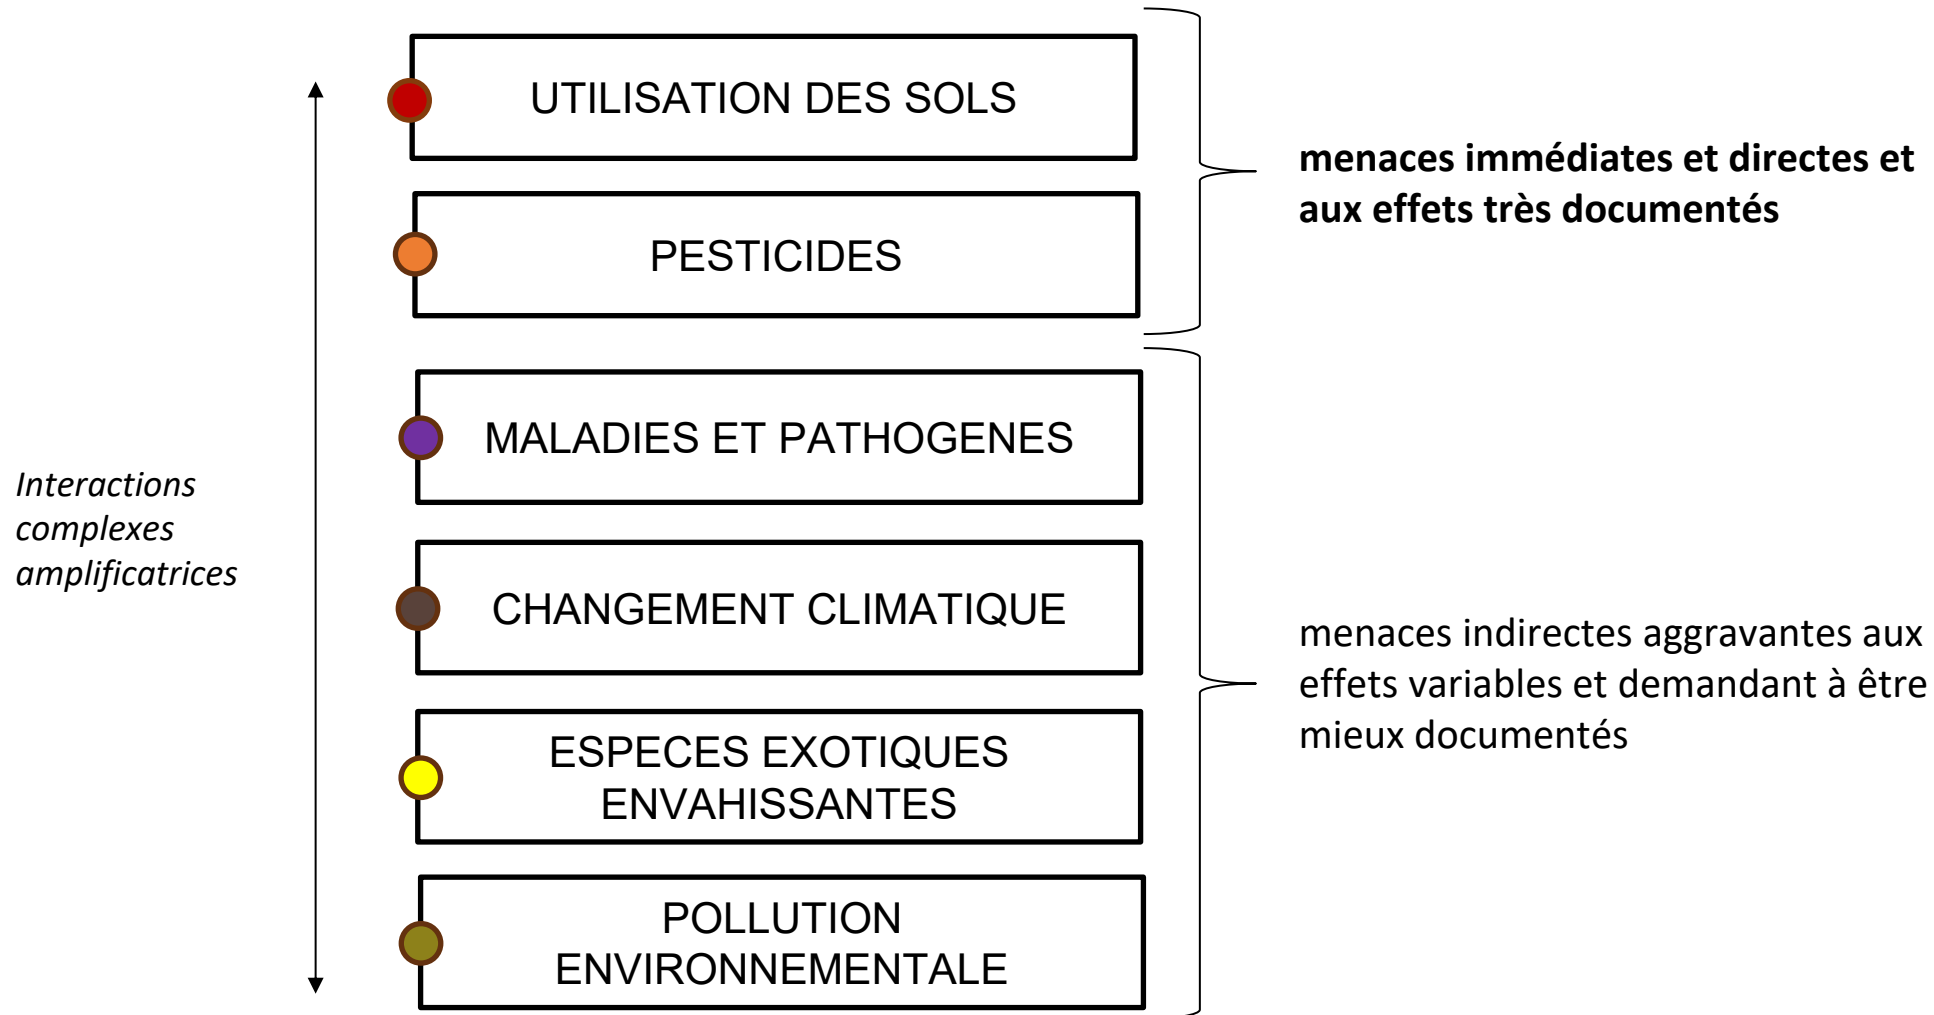 UTILISATION DES SOLS
menaces immédiates et directes et
aux effets très documentés
PESTICIDES
MALADIES ET PATHOGENES
Interactions
complexes
amplificatrices
CHANGEMENT CLIMATIQUE
menaces indirectes aggravantes aux
effets variables et demandant à être
mieux documentés
ESPECES EXOTIQUES
ENVAHISSANTES
POLLUTION
ENVIRONNEMENTALE